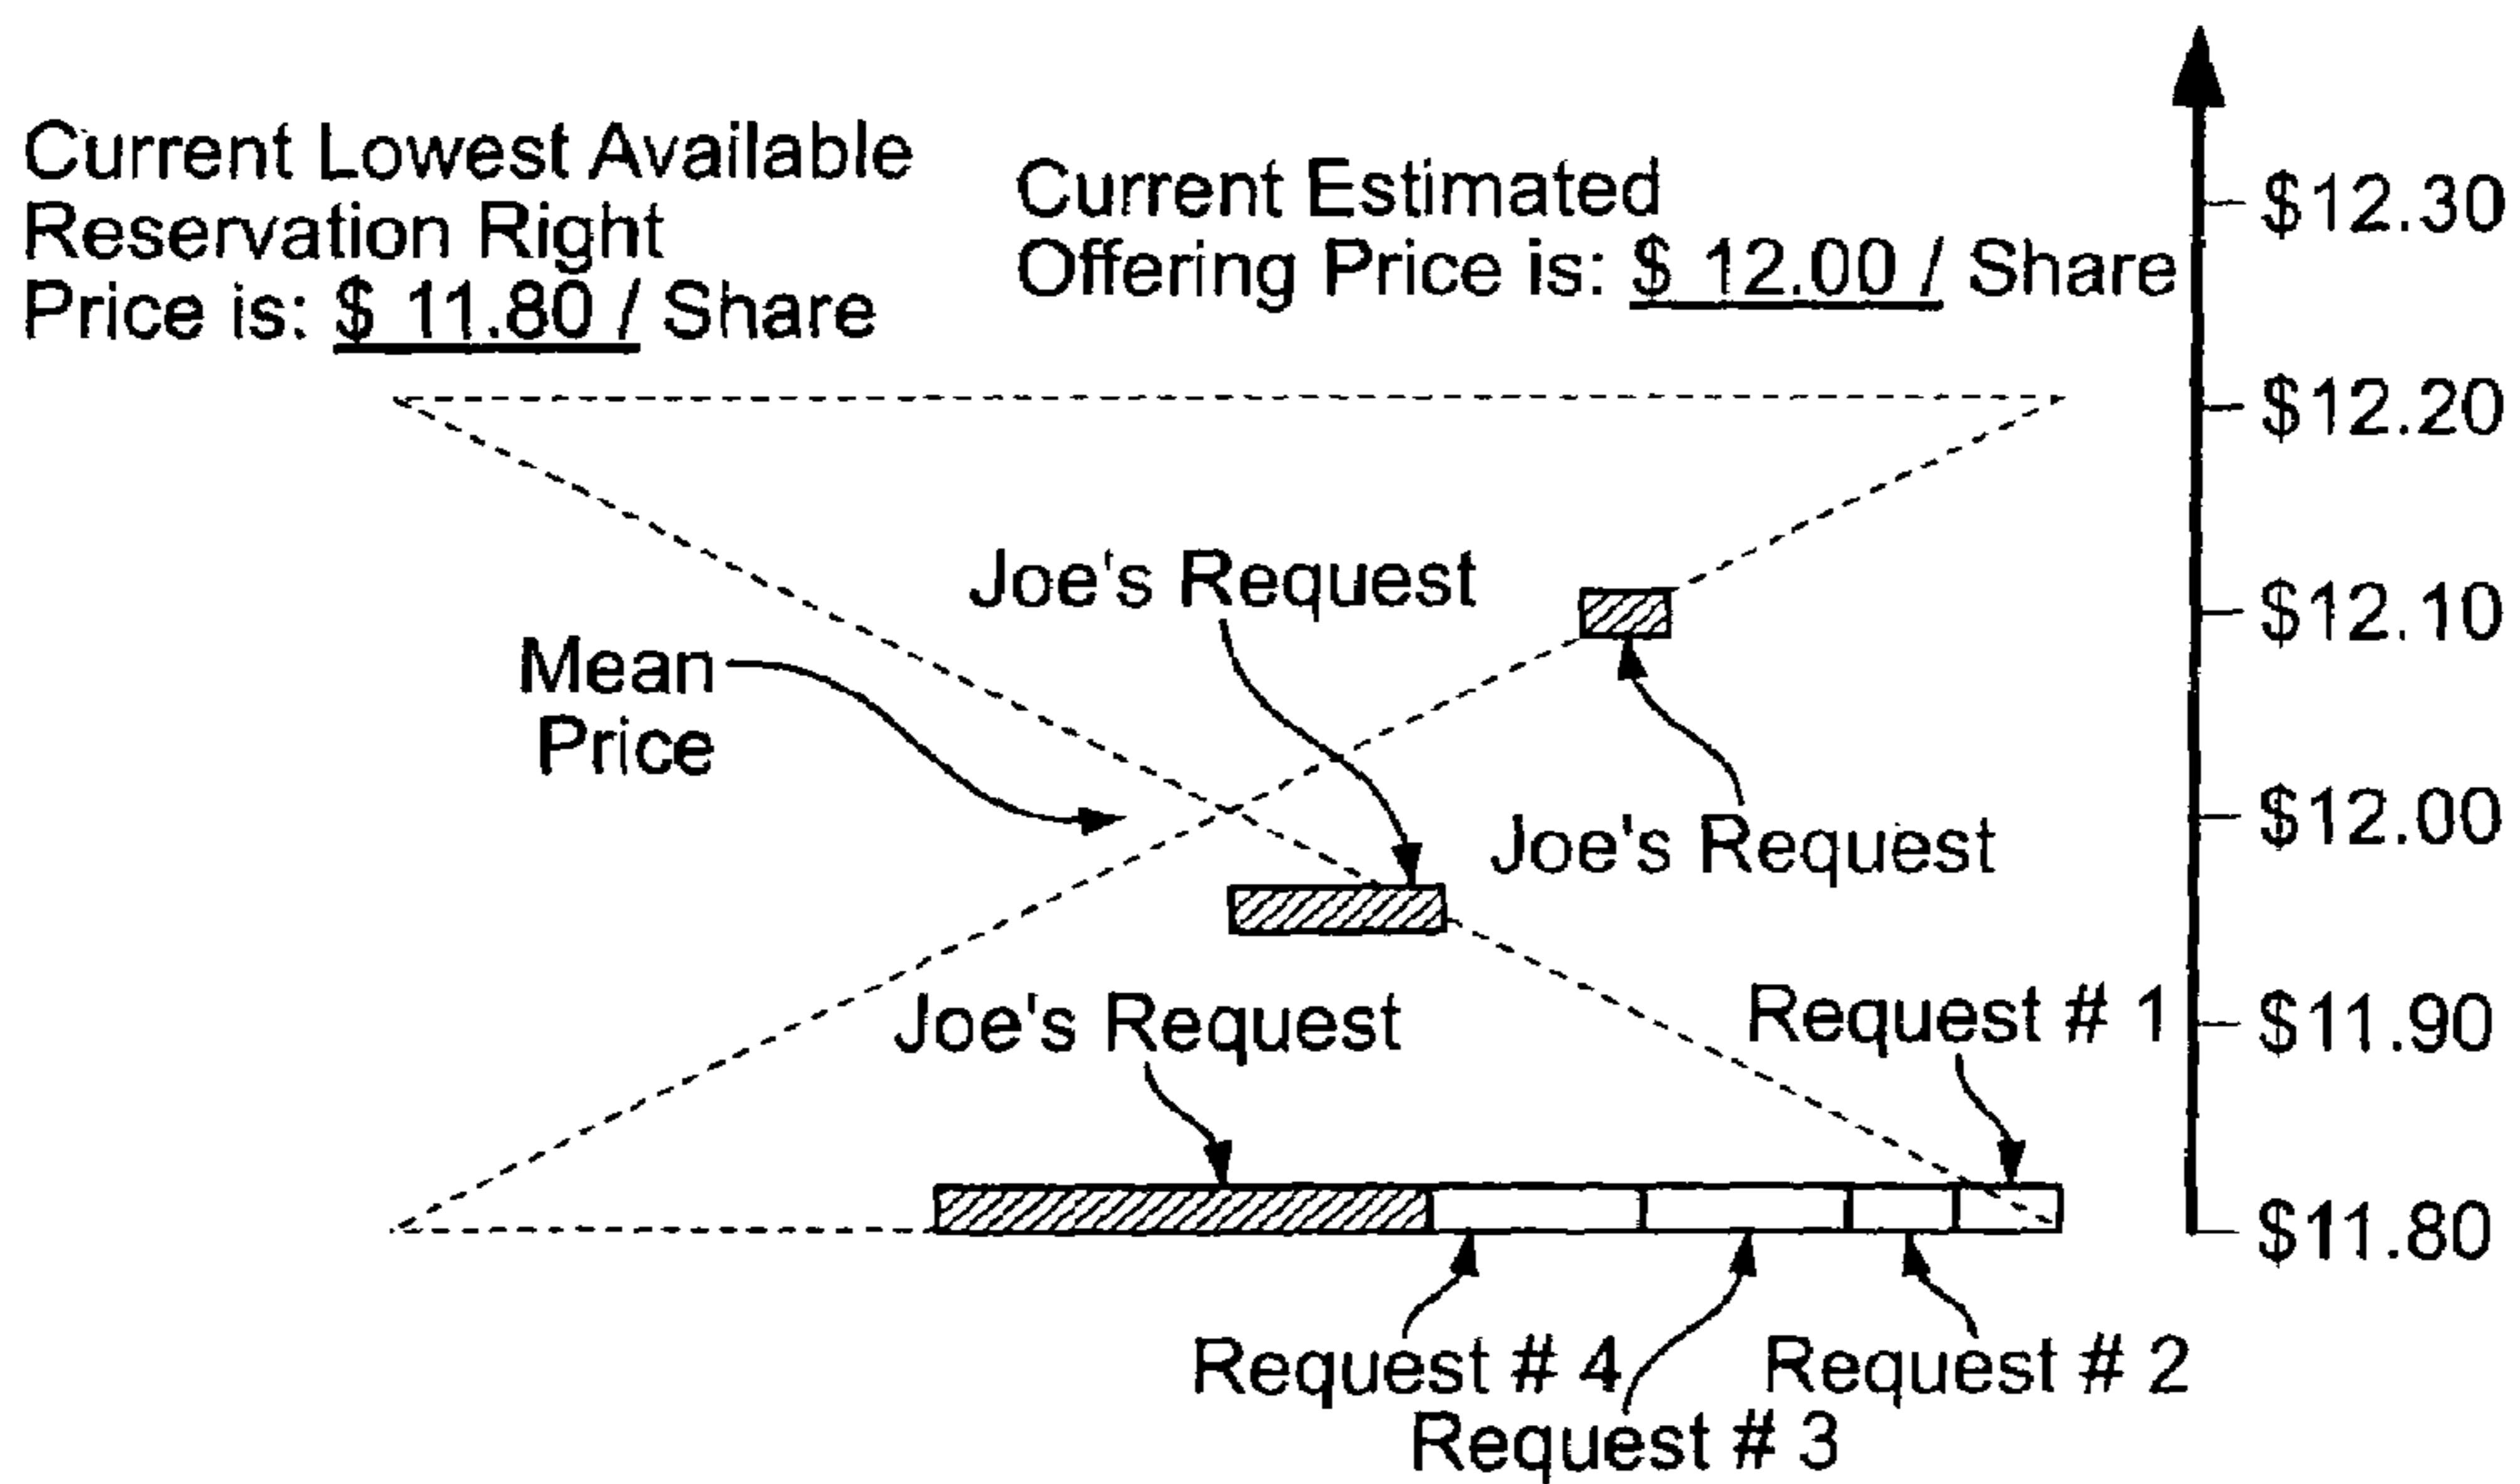 Current Lowest Available
Reservation Right
Price is: $ 11.80 / Share
Current Estimated
Offering Price is: $ 12.00 / Share
$12.30
$12.20
Joe's Request
$12.10
Mean
Price
Joe's Request
$12.00
Joe's Request
Request # 1
$11.90
$11.80
Request # 4
Request # 2
Request # 3